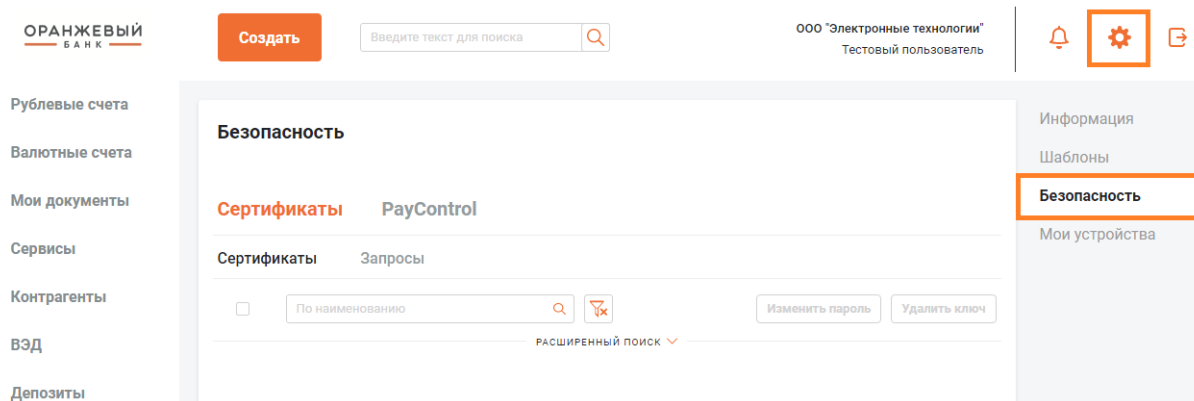 ОРАНЖЕВЫЙ
БАНК
Создать
Введите текст для поиска
ООО "Электронные технологии"
Тестовый пользователь
Рублевые счета
Валютные счета
Мои документы
Сервисы
Контрагенты
ВЭД
Депозиты
Безопасность
Сертификаты PayControl
Сертификаты Запросы
По наименованию
Изменить пароль Удалить ключ
РАСШИРЕННЫЙ ПОИСК
Информация
Шаблоны
Безопасность
Мои устройства